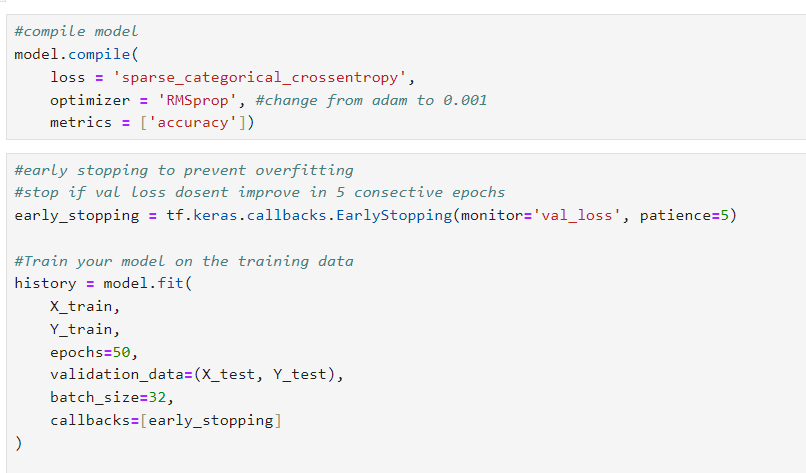 #compile model
model.compile(
    loss = 'sparse_categorical_crossentropy',
    optimizer = 'RMSprop', #change from adam to 0.001
    metrics = ['accuracy'])
#early stopping to prevent overfitting
#stop if val loss dosent improve in 5 consective epochs
early_stopping = tf.keras.callbacks.EarlyStopping(monitor='val_loss', patience=5)
#Train your model on the training data
history = model.fit(
    X_train,
    Y_train,
    epochs=50,
    validation_data=(X_test, Y_test),
    batch_size=32,
    callbacks=[early_stopping]
)